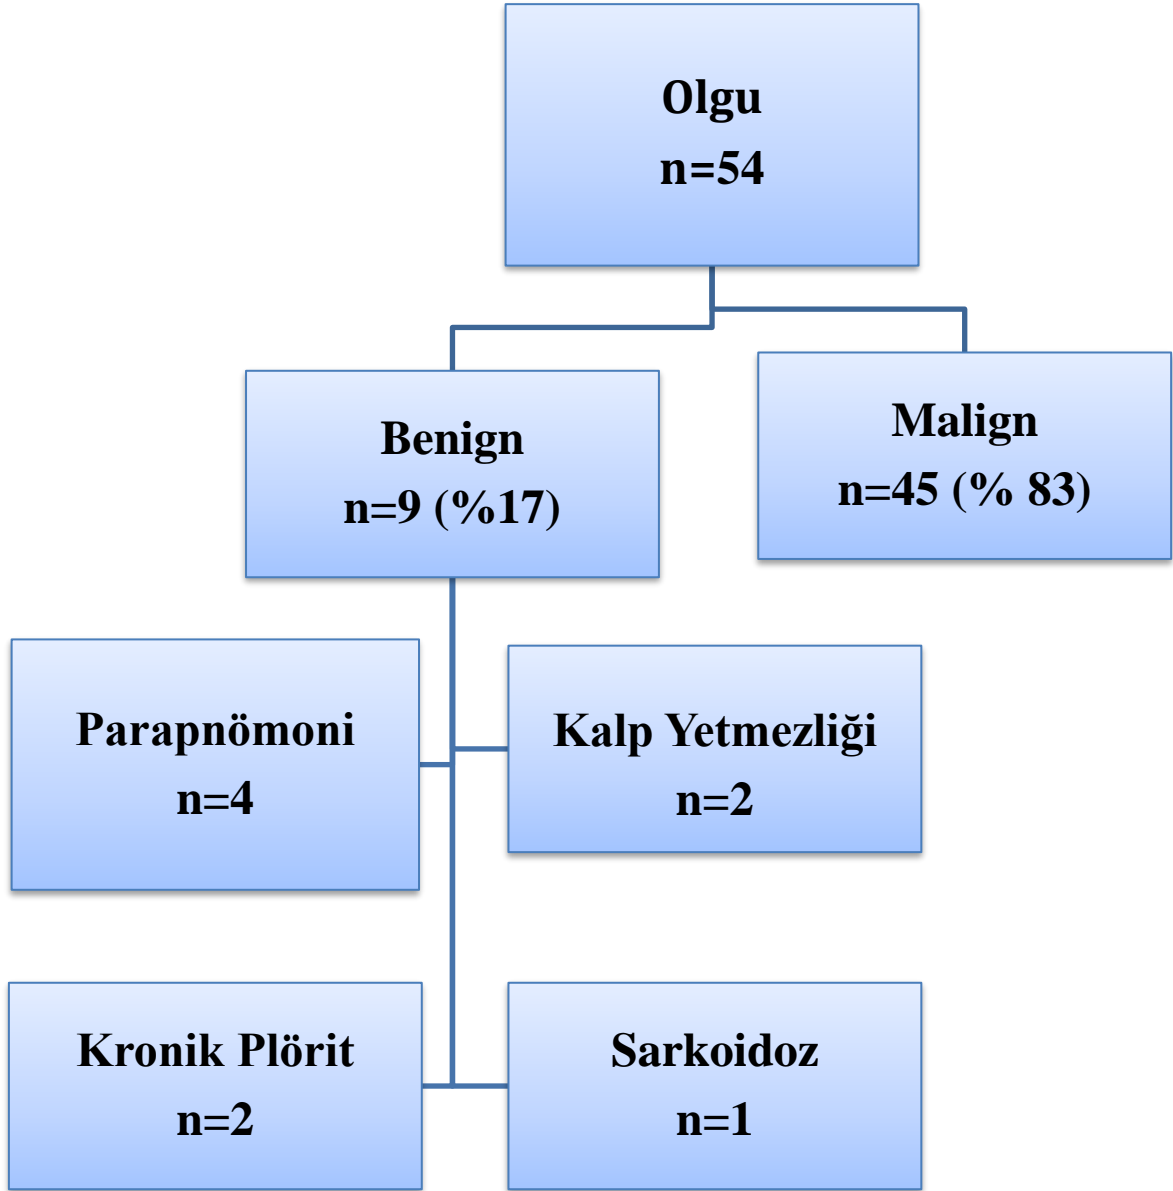 Olgu
n=54
Benign
n=9 (%17)
Malign
n=45 (% 83)
Parapnömoni
n=4
Kalp Yetmezliği
n=2
Kronik Plörit
n=2
Sarkoidoz
n=1